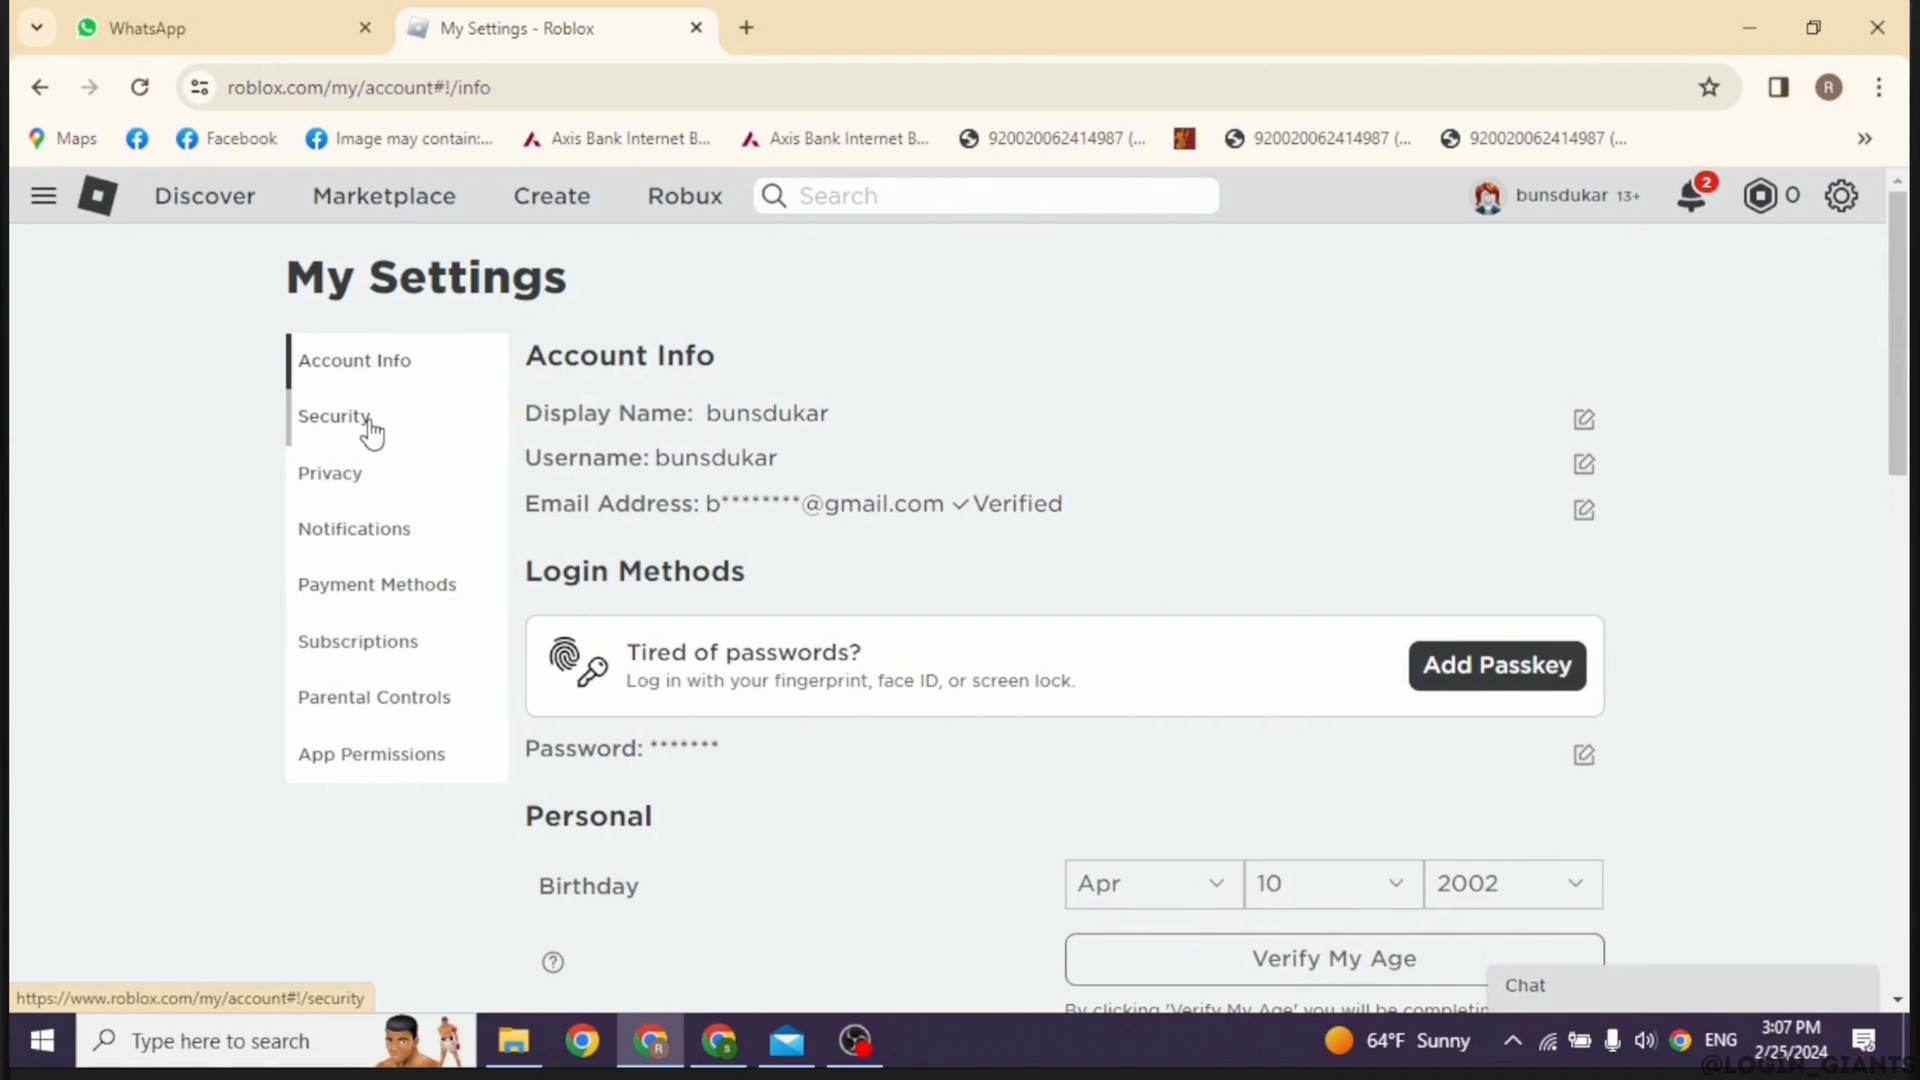 WhatsApp
My Settings - Roblox
roblox.com/my/account#!/info
R
Maps
Facebook
Image may contain:...
Axis Bank Internet B...
Axis Bank Internet B...
920020062414987 (...
920020062414987 (...
920020062414987 (...
Discover
Marketplace
Create
Robux
Search
bunsdukar 13+
2
0
My Settings
Account Info
Security
Privacy
Notifications
Payment Methods
Subscriptions
Parental Controls
App Permissions
Account Info
Display Name: bunsdukar
Username: bunsdukar
Email Address: b********@gmail.com ✓Verified
Login Methods
Tired of passwords?
Log in with your fingerprint, face ID, or screen lock.
Add Passkey
Password: *******
Personal
Birthday
Apr
10
2002
Verify My Age
By clicking 'Verify My Age' you will be completing
Chat
https://www.roblox.com/my/account#!/security
Type here to search
64°F Sunny
ENG
3:07 PM
2/25/2024
@LOGIN_GIANTS